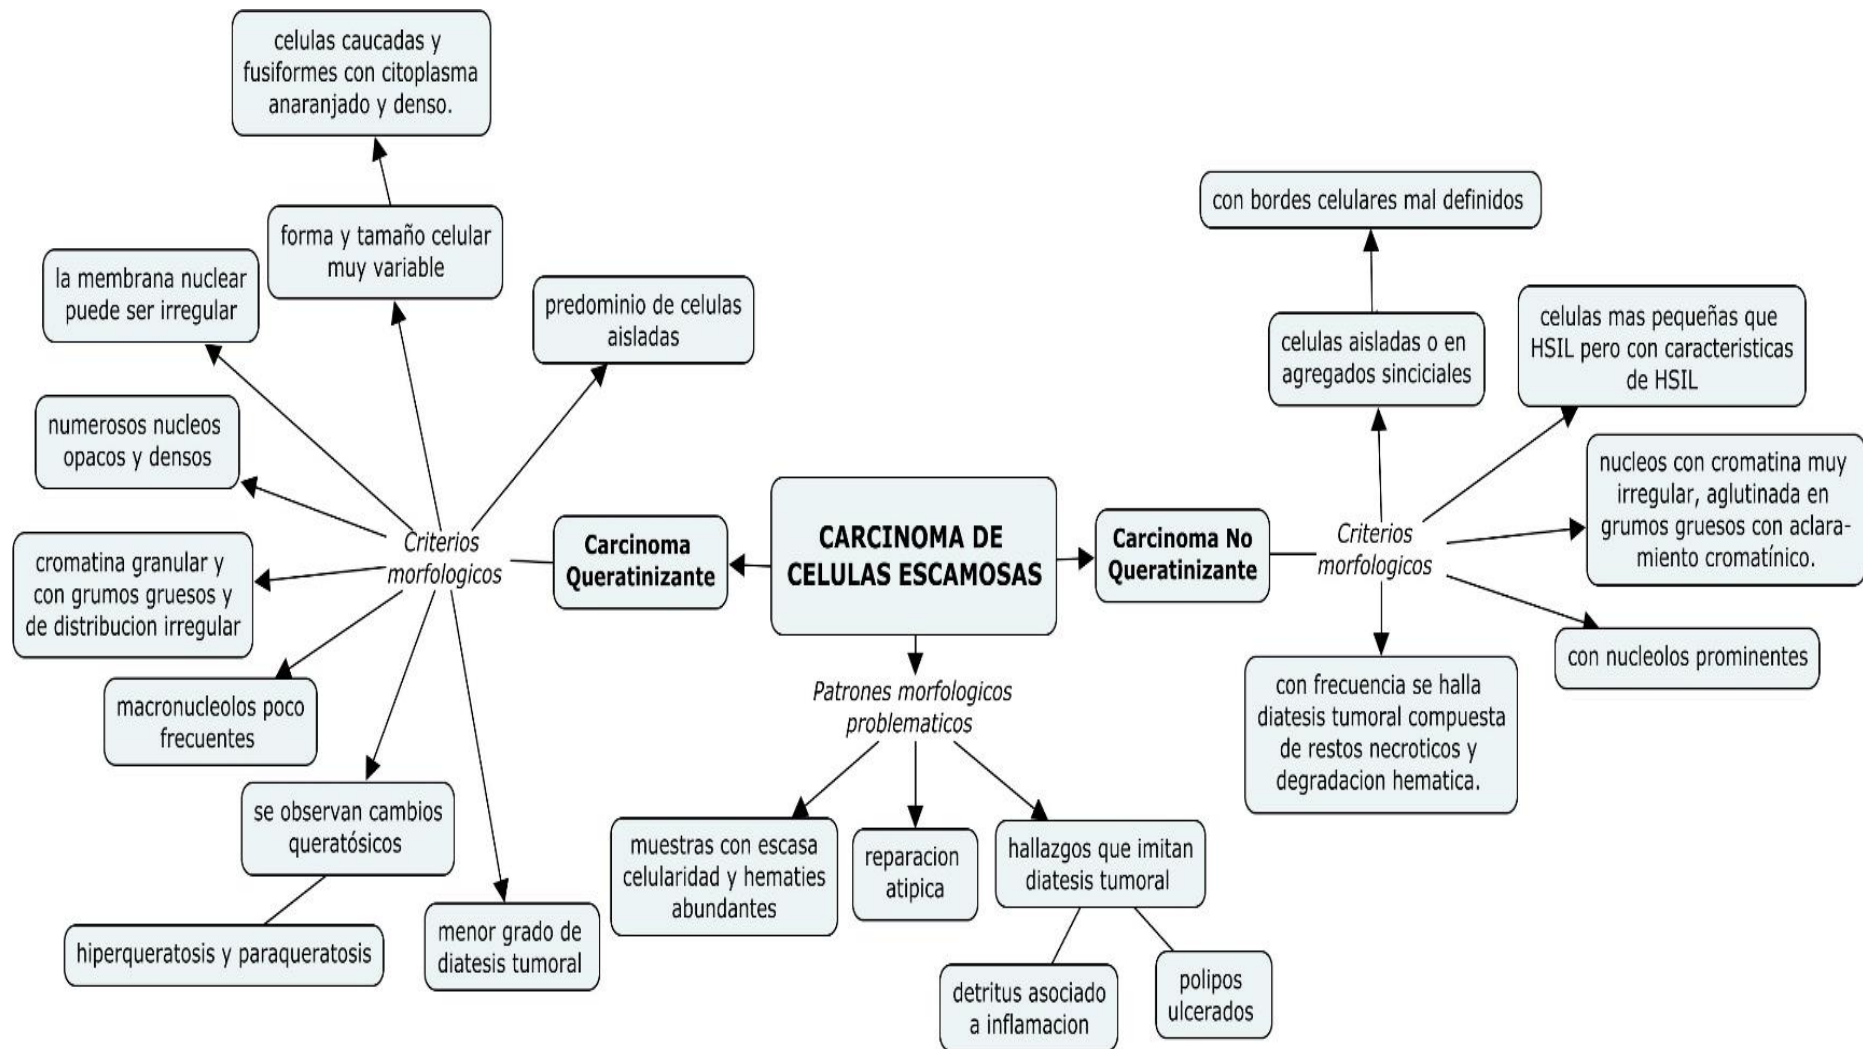 celulas caucadas y
fusiformes con citoplasma
anaranjado y denso.
forma y tamaño celular
muy variable
la membrana nuclear
puede ser irregular
predominio de celulas
aisladas
numerosos nucleos
opacos y densos
Criterios
morfologicos
cromatina granular y
con grumos gruesos y
de distribucion irregular
macronucleolos poco
frecuentes
se observan cambios
queratósicos
hiperqueratosis y paraqueratosis
menor grado de
diatesis tumoral
Carcinoma
Queratinizante
CARCINOMA DE
CELULAS ESCAMOSAS
Patrones morfologicos
problematicos
muestras con escasa
celularidad y hematies
abundantes
reparacion
atipica
hallazgos que imitan
diatesis tumoral
detritus asociado
a inflamacion
polipos
ulcerados
Carcinoma No
Queratinizante
Criterios
morfologicos
con bordes celulares mal definidos
celulas aisladas o en
agregados sinciciales
celulas mas pequeñas que
HSIL pero con caracteristicas
de HSIL
nucleos con cromatina muy
irregular, aglutinada en
grumos gruesos con aclara-
miento cromatínico.
con nucleolos prominentes
con frecuencia se halla
diatesis tumoral compuesta
de restos necroticos y
degradacion hematica.